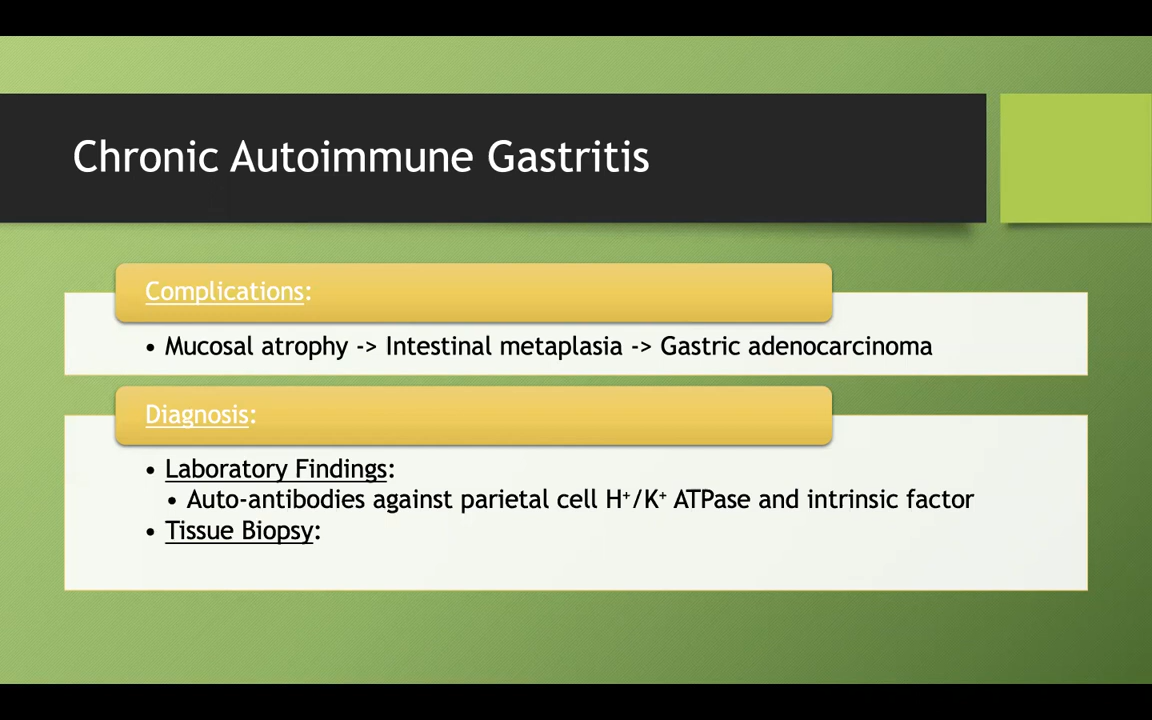 Chronic Autoimmune Gastritis
Complications:
• Mucosal atrophy -> Intestinal metaplasia -> Gastric adenocarcinoma
Diagnosis:
• Laboratory Findings:
• Auto-antibodies against parietal cell H⁺/K⁺ ATPase and intrinsic factor
• Tissue Biopsy: